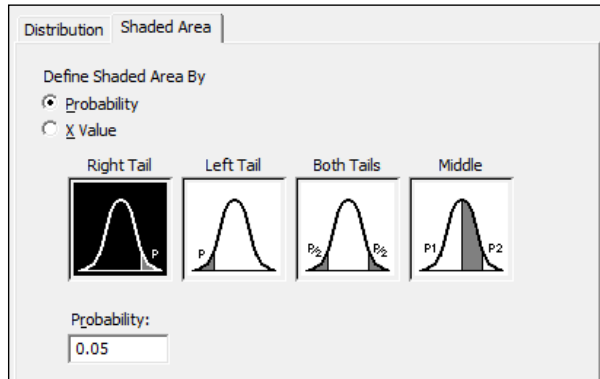 Distribution Shaded Area
Define Shaded Area By
Probability
X Value
Right Tail Left Tail Both Tails Middle
P P P/2 P/2 P1 P2
Probability:
0.05